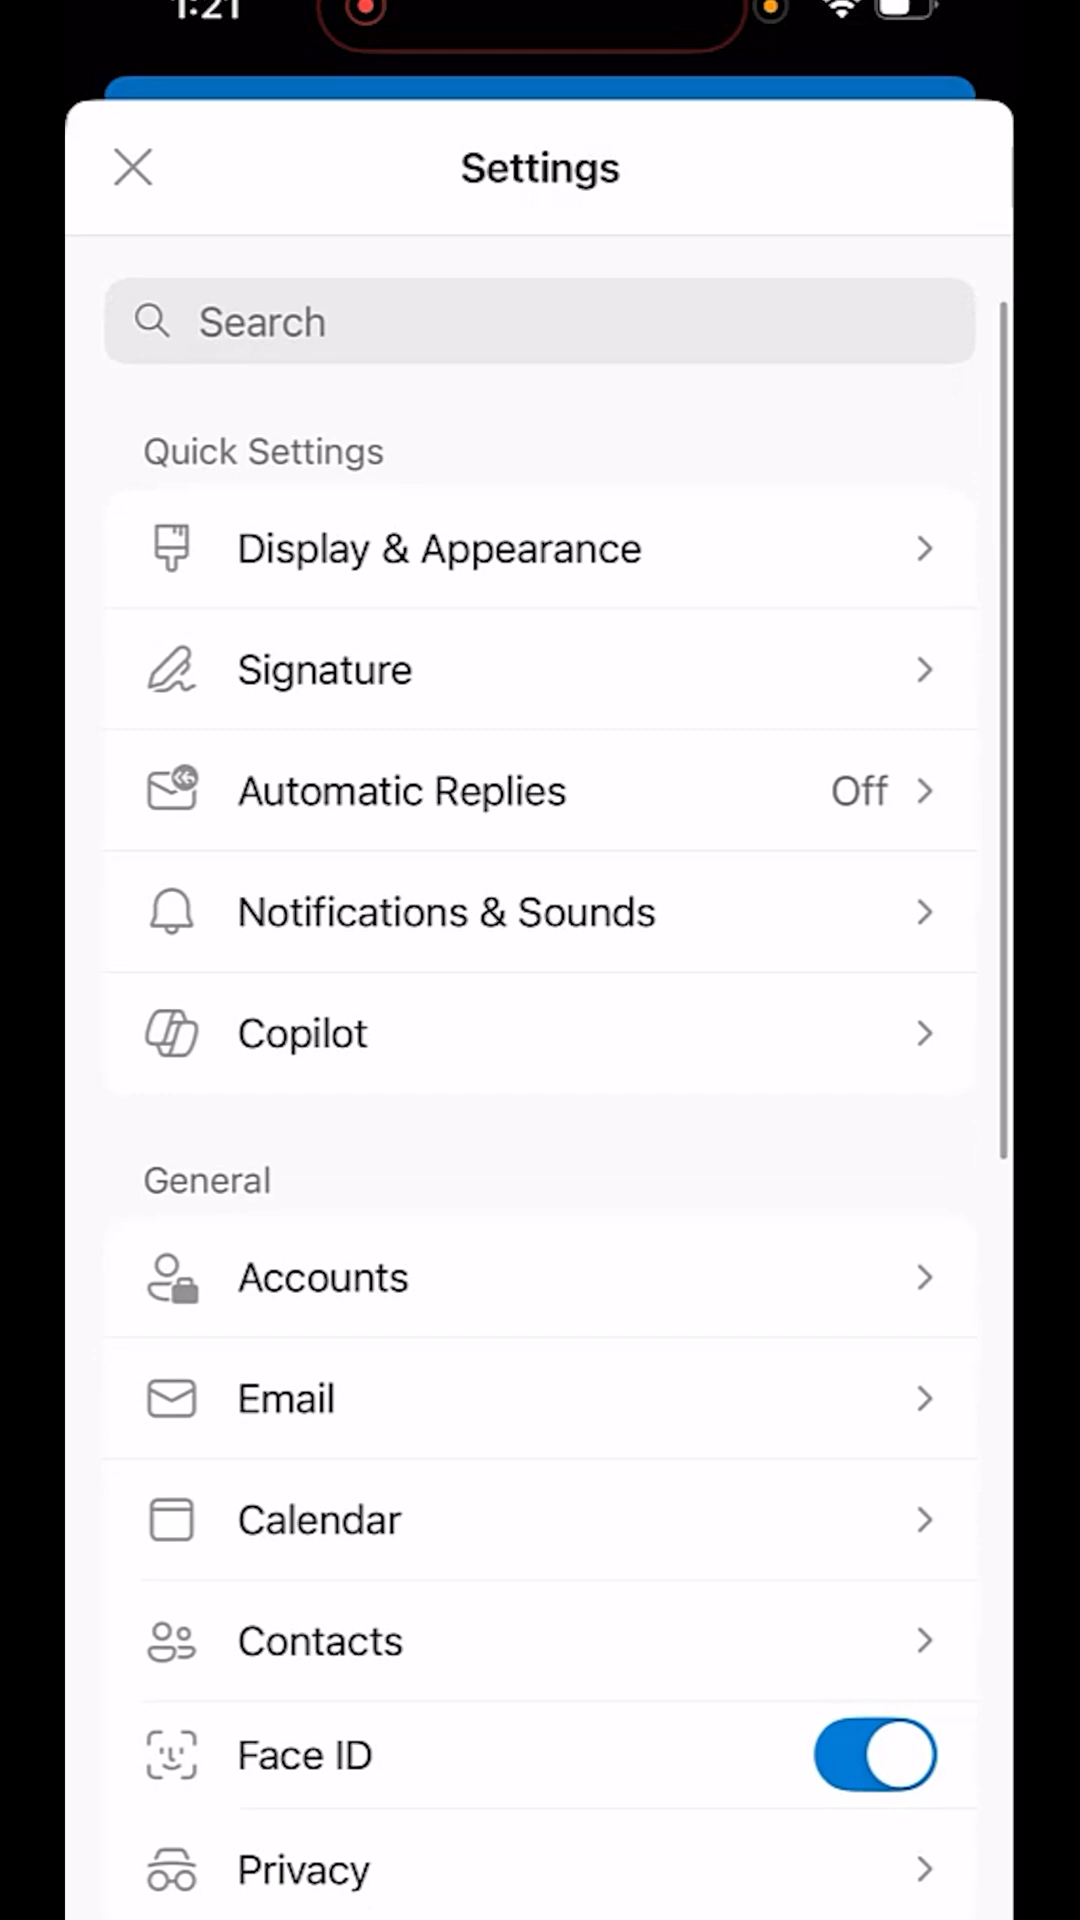 1:21
Settings
Search
Quick Settings
Display & Appearance
Signature
Automatic Replies Off
Notifications & Sounds
Copilot
General
Accounts
Email
Calendar
Contacts
Face ID
Privacy